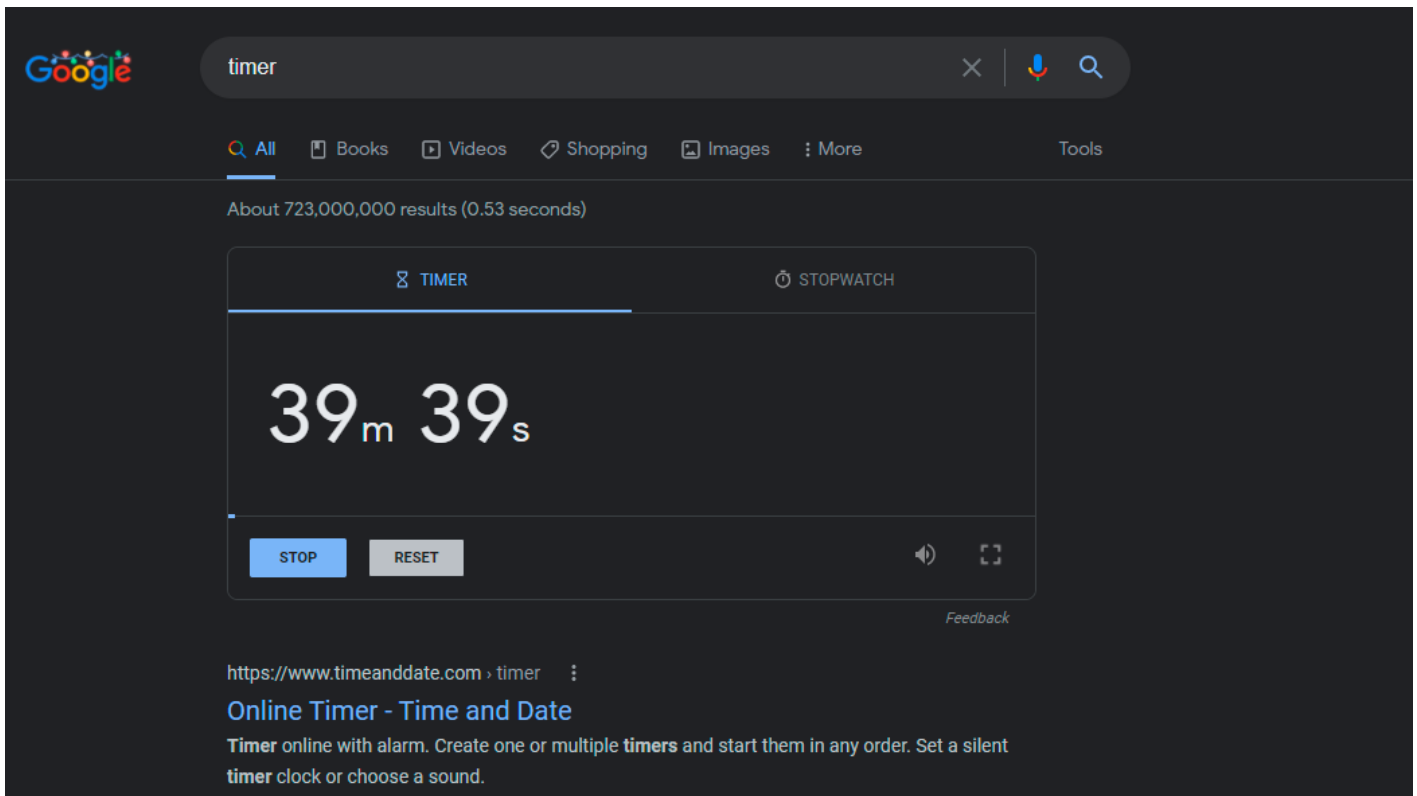 Google
timer
All Books Videos Shopping Images More Tools
About 723,000,000 results (0.53 seconds)
TIMER STOPWATCH
39m 39s
STOP RESET
Feedback
https://www.timeanddate.com › timer
Online Timer - Time and Date
Timer online with alarm. Create one or multiple timers and start them in any order. Set a silent
timer clock or choose a sound.